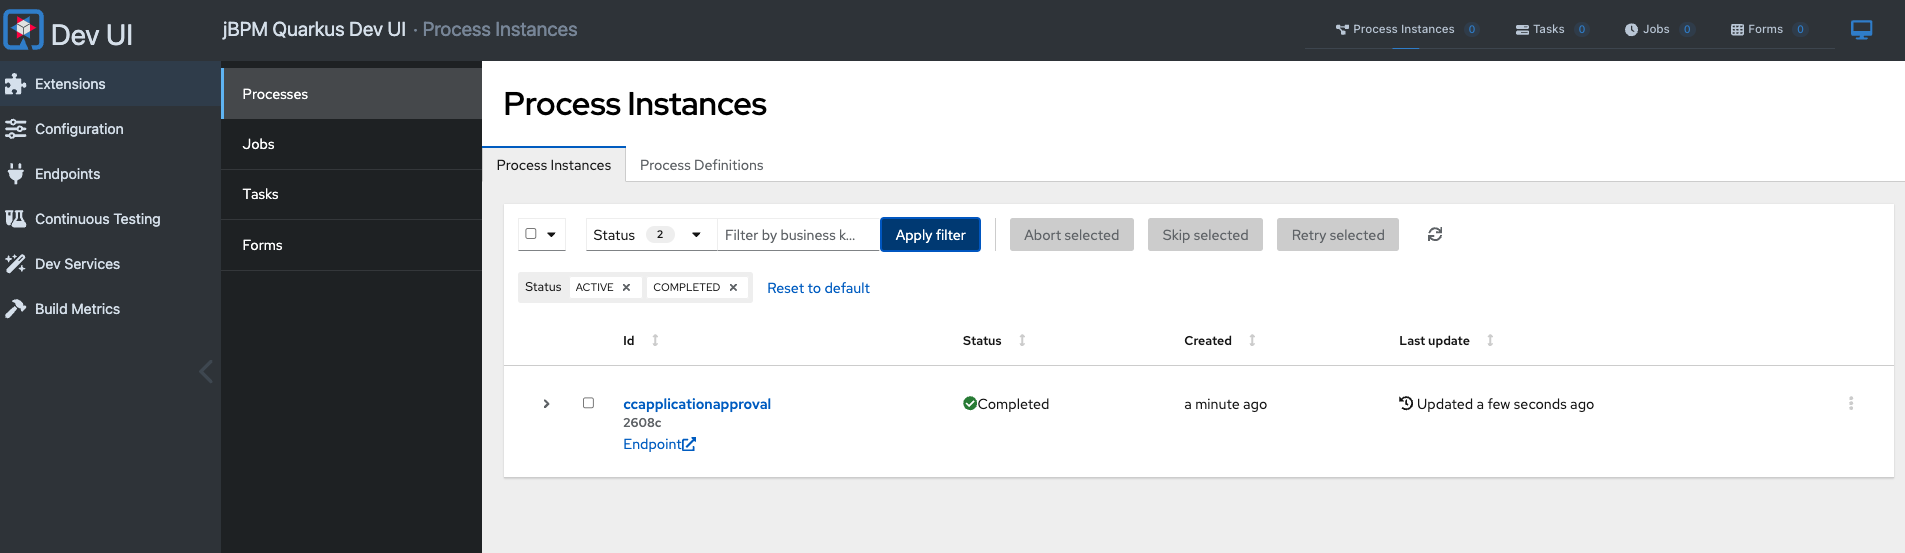 Dev UI
jBPM Quarkus Dev UI · Process Instances
Process Instances 0
Tasks 0
Jobs 0
Forms 0
Extensions
Configuration
Endpoints
Continuous Testing
Dev Services
Build Metrics
Processes
Jobs
Tasks
Forms
Process Instances
Process Instances
Process Definitions
Status 2
Filter by business k...
Apply filter
Abort selected
Skip selected
Retry selected
Status ACTIVE COMPLETED Reset to default
Id Status Created Last update
ccapplicationapproval Completed a minute ago Updated a few seconds ago
2608c
Endpoint